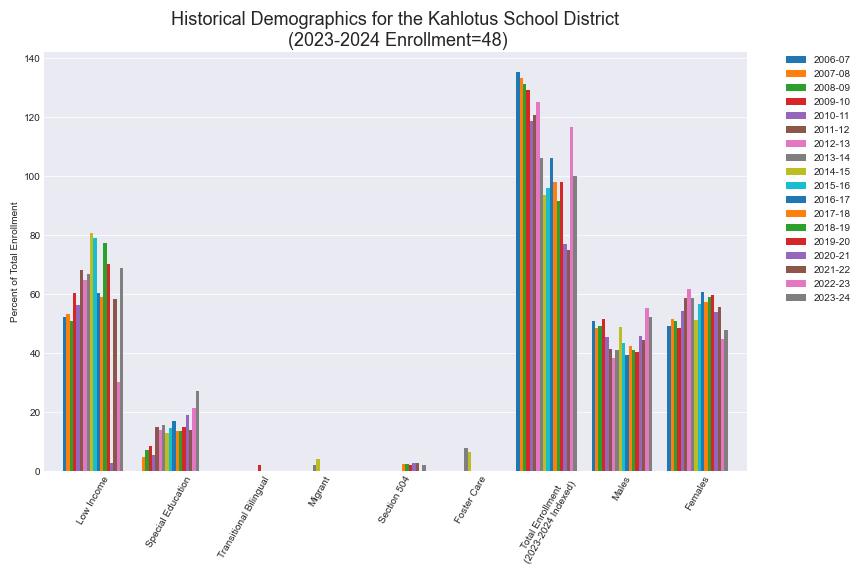 Historical Demographics for the Kahlotus School District
(2023-2024 Enrollment=48)
Percent of Total Enrollment
140
120
100
80
60
40
20
0
Low Income
Special Education
Transitional Bilingual
Migrant
Section 504
Foster Care
Total Enrollment
(2023-2024 Indexed)
Males
Females
2006-07
2007-08
2008-09
2009-10
2010-11
2011-12
2012-13
2013-14
2014-15
2015-16
2016-17
2017-18
2018-19
2019-20
2020-21
2021-22
2022-23
2023-24